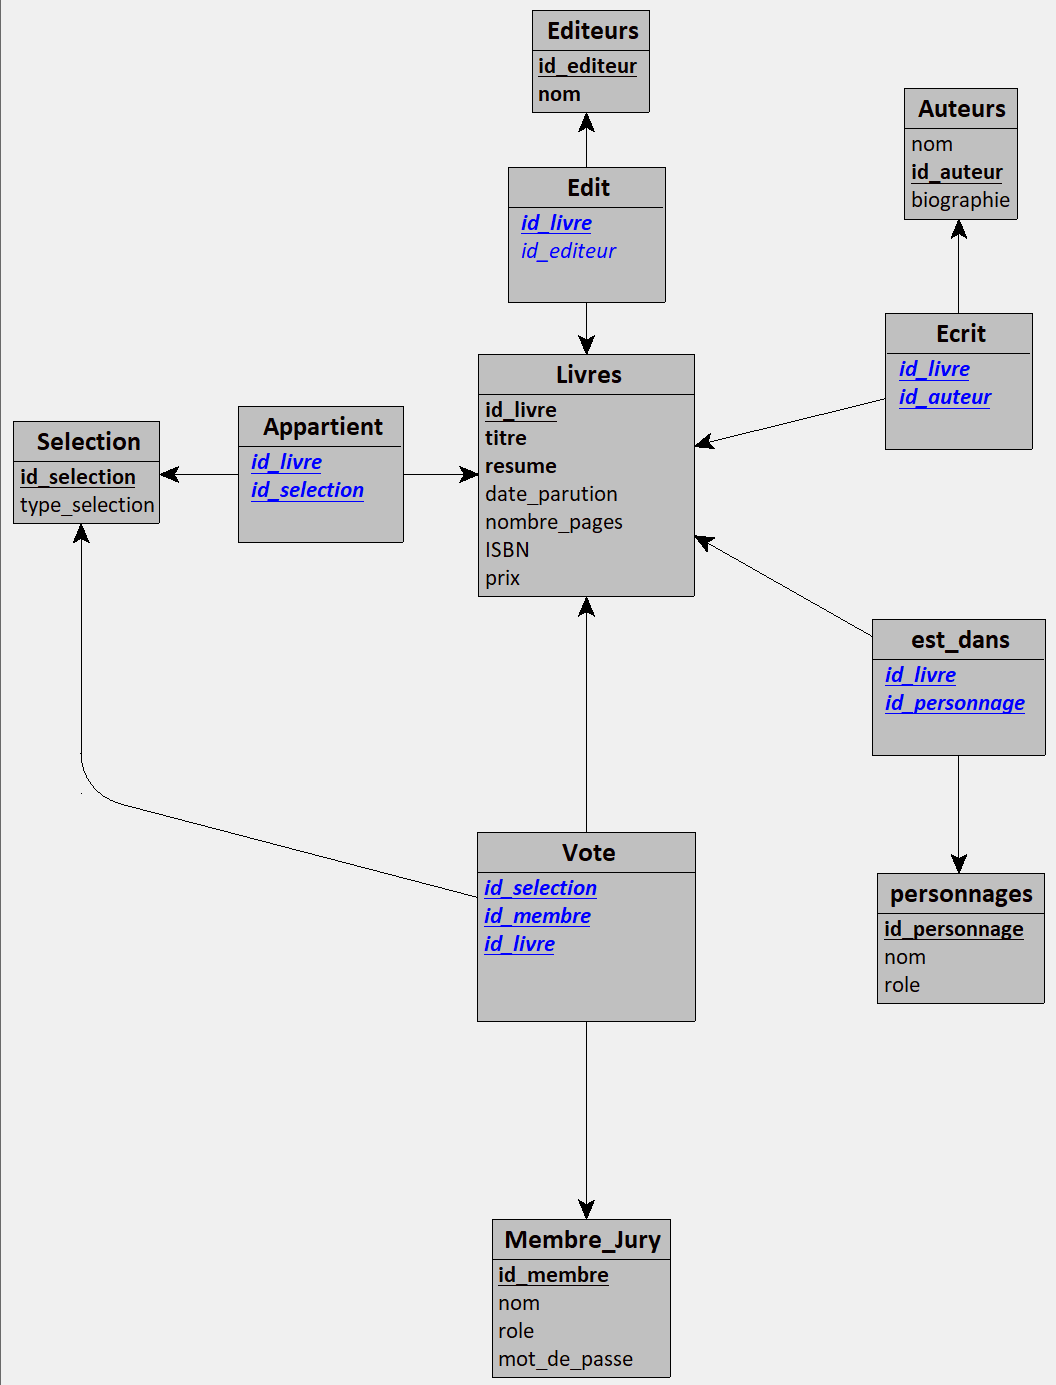 Editeurs
id_editeur
nom
Auteurs
nom
id_auteur
biographie
Edit
id_livre
id_editeur
Ecrit
id_livre
id_auteur
Livres
id_livre
titre
resume
date_parution
nombre_pages
ISBN
prix
Appartient
id_livre
id_selection
Selection
id_selection
type_selection
est_dans
id_livre
id_personnage
Vote
id_selection
id_membre
id_livre
personnages
id_personnage
nom
role
Membre_Jury
id_membre
nom
role
mot_de_passe